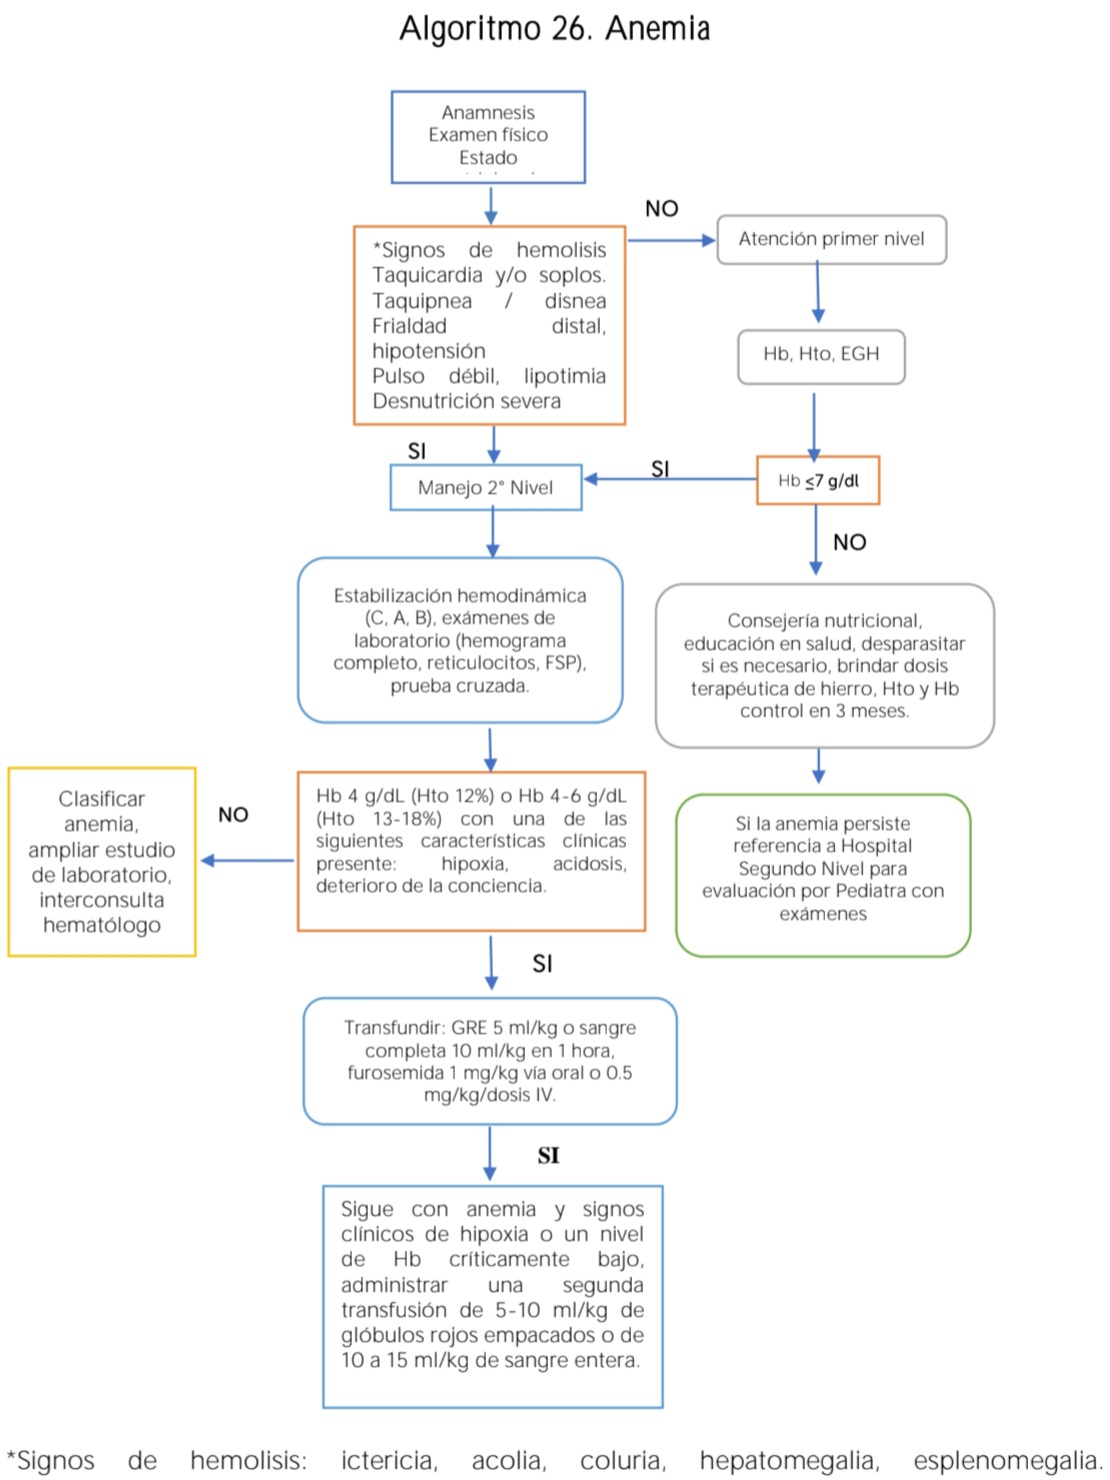 Algoritmo 26. Anemia
Anamnesis
Examen físico
Estado
NO
Atención primer nivel
*Signos de hemolisis
Taquicardia y/o soplos.
Taquipnea / disnea
Frialdad distal,
hipotensión
Pulso débil, lipotimia
Desnutrición severa
Hb, Hto, EGH
SI
Manejo 2° Nivel
SI
Hb ≤7 g/dl
NO
Estabilización hemodinámica
(C, A, B), exámenes de
laboratorio (hemograma
completo, reticulocitos, FSP),
prueba cruzada.
Consejería nutricional,
educación en salud, desparasitar
si es necesario, brindar dosis
terapéutica de hierro, Hto y Hb
control en 3 meses.
Clasificar
anemia,
ampliar estudio
de laboratorio,
interconsulta
hematólogo
NO
Hb 4 g/dL (Hto 12%) o Hb 4-6 g/dL
(Hto 13-18%) con una de las
siguientes características clínicas
presente: hipoxia, acidosis,
deterioro de la conciencia.
Si la anemia persiste
referencia a Hospital
Segundo Nivel para
evaluación por Pediatra con
exámenes
SI
Transfundir: GRE 5 ml/kg o sangre
completa 10 ml/kg en 1 hora,
furosemida 1 mg/kg vía oral o 0.5
mg/kg/dosis IV.
SI
Sigue con anemia y signos
clínicos de hipoxia o un nivel
de Hb críticamente bajo,
administrar una segunda
transfusión de 5-10 ml/kg de
glóbulos rojos empacados o de
10 a 15 ml/kg de sangre entera.
*Signos de hemolisis: ictericia, acolia, coluria, hepatomegalia, esplenomegalia.